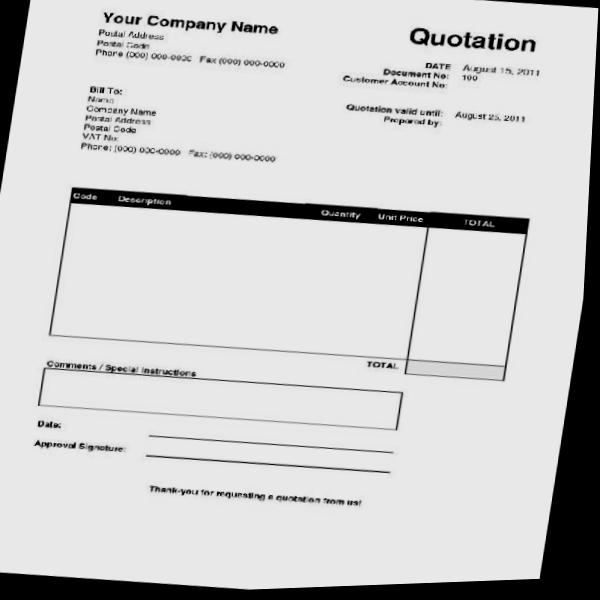 Your Company Name
Postal Address
Postal Code
Phone (000) 000-0000 Fax (000) 000-0000
Quotation
DATE August 15, 2011
Document No: 100
Customer Account No:
Bill To:
Name
Company Name
Postal Address
Postal Code
VAT No:
Phone: (000) 000-0000 Fax: (000) 000-0000
Quotation valid until: August 25, 2011
Prepared by:
Code Description Quantity Unit Price TOTAL
TOTAL
Comments / Special Instructions
Date:
Approval Signature:
Thank-you for requesting a quotation from us!